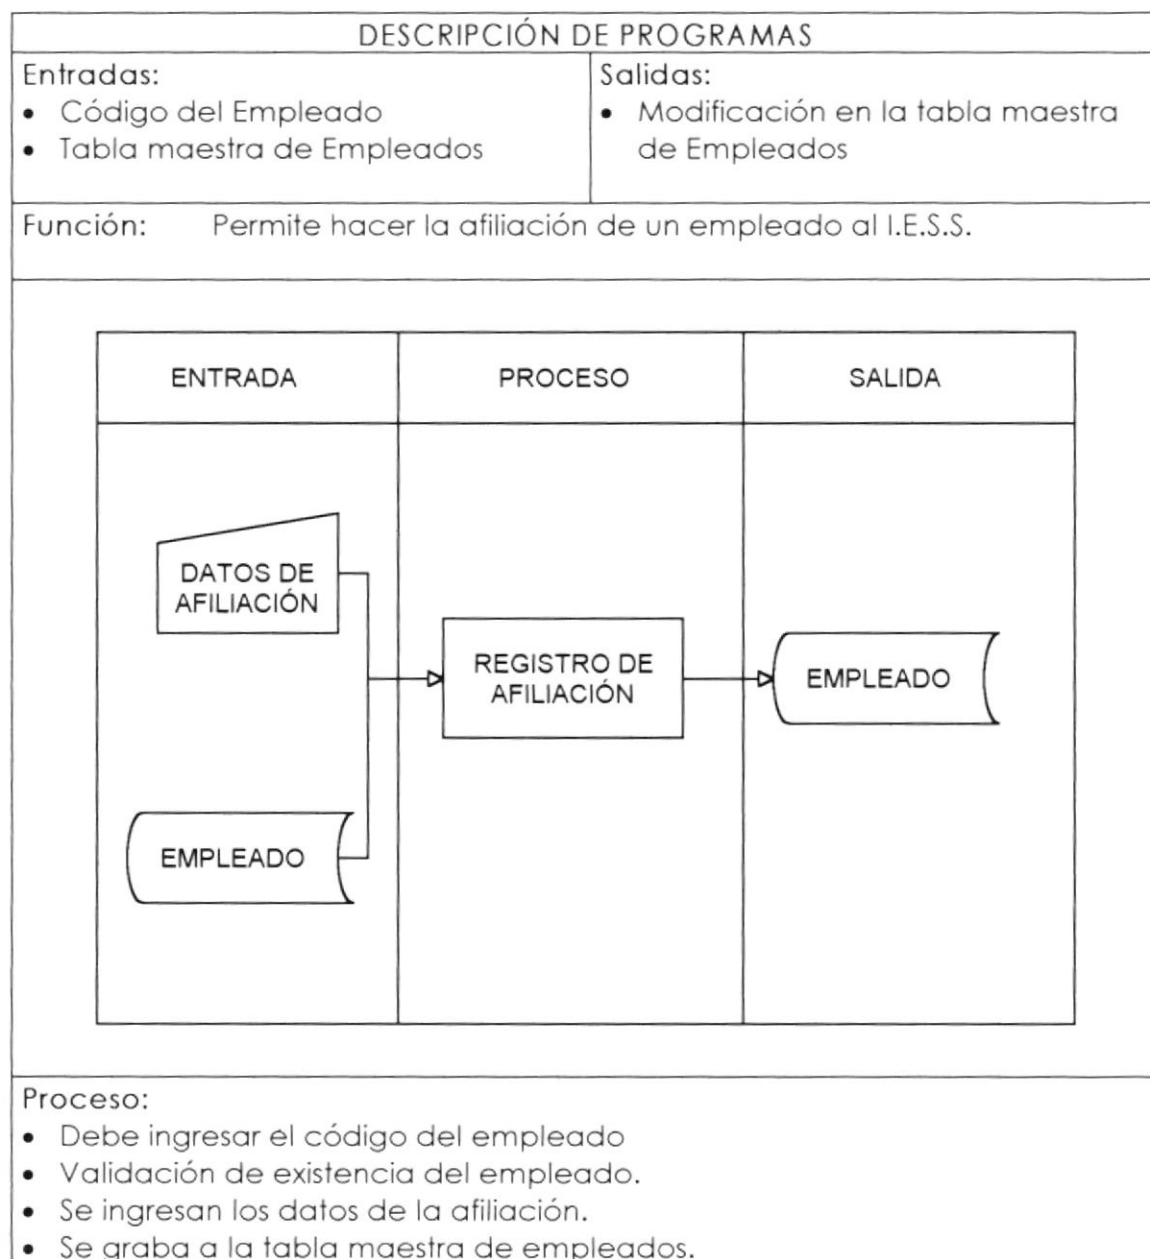 DESCRIPCIÓN DE PROGRAMAS
Entradas:
• Código del Empleado
• Tabla maestra de Empleados
Salidas:
• Modificación en la tabla maestra
de Empleados
Función: Permite hacer la afiliación de un empleado al I.E.S.S.
ENTRADA
PROCESO
SALIDA
DATOS DE
AFILIACIÓN
REGISTRO DE
AFILIACIÓN
EMPLEADO
EMPLEADO
Proceso:
• Debe ingresar el código del empleado
• Validación de existencia del empleado.
• Se ingresan los datos de la afiliación.
• Se graba a la tabla maestra de empleados.